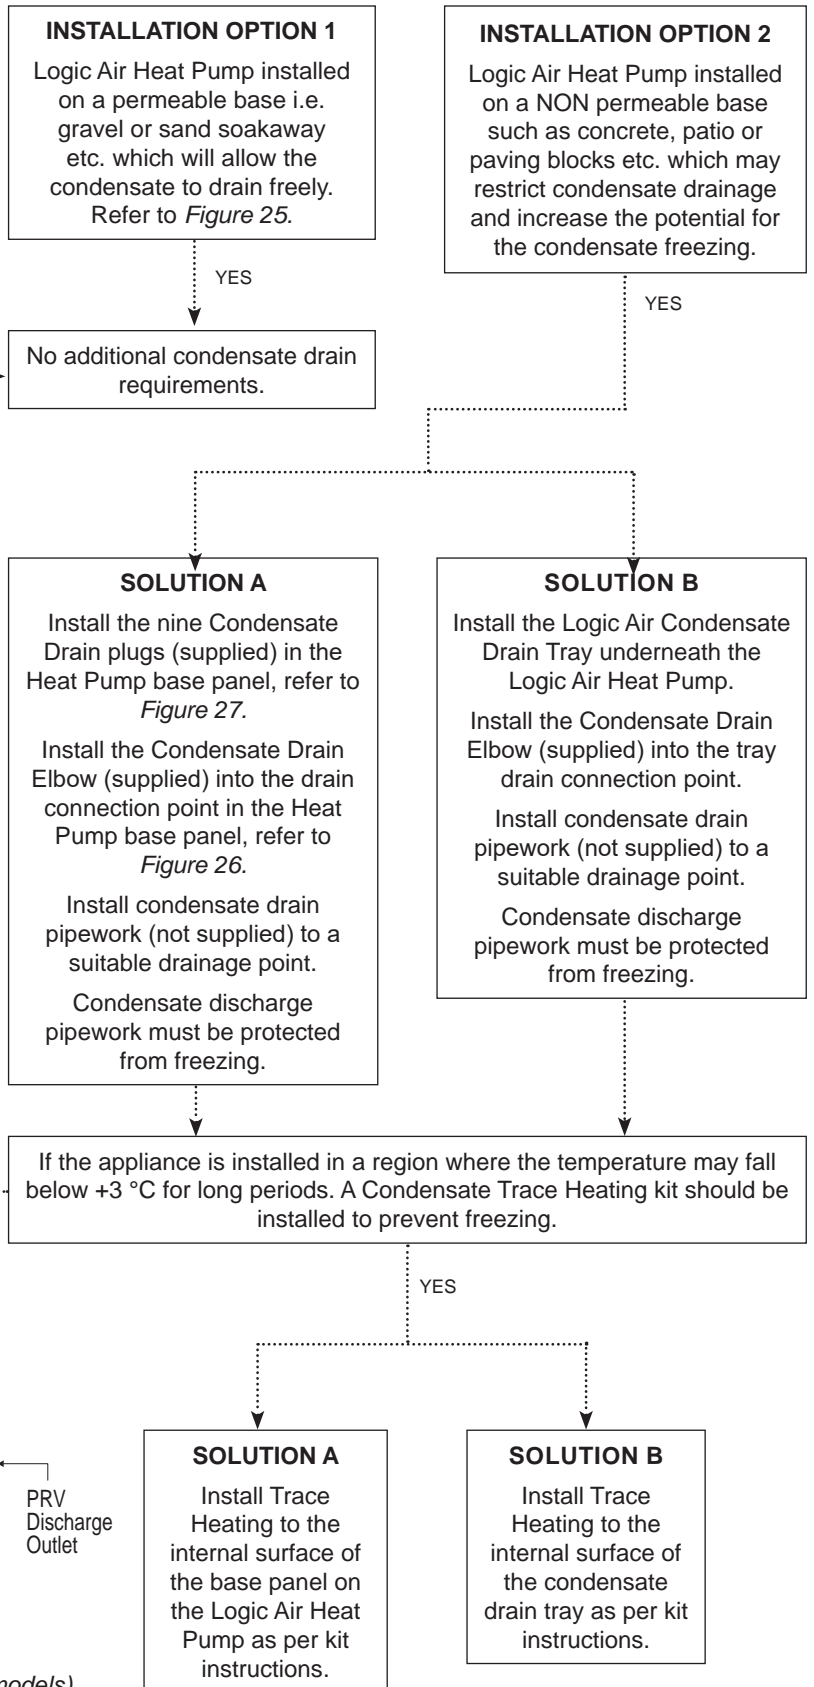 INSTALLATION OPTION 1
Logic Air Heat Pump installed
on a permeable base i.e.
gravel or sand soakaway
etc. which will allow the
condensate to drain freely.
Refer to Figure 25.
INSTALLATION OPTION 2
Logic Air Heat Pump installed
on a NON permeable base
such as concrete, patio or
paving blocks etc. which may
restrict condensate drainage
and increase the potential for
the condensate freezing.
YES
YES
No additional condensate drain
requirements.
SOLUTION A
Install the nine Condensate
Drain plugs (supplied) in the
Heat Pump base panel, refer to
Figure 27.
Install the Condensate Drain
Elbow (supplied) into the drain
connection point in the Heat
Pump base panel, refer to
Figure 26.
Install condensate drain
pipework (not supplied) to a
suitable drainage point.
Condensate discharge
pipework must be protected
from freezing.
SOLUTION B
Install the Logic Air Condensate
Drain Tray underneath the
Logic Air Heat Pump.
Install the Condensate Drain
Elbow (supplied) into the tray
drain connection point.
Install condensate drain
pipework (not supplied) to a
suitable drainage point.
Condensate discharge
pipework must be protected
from freezing.
If the appliance is installed in a region where the temperature may fall
below +3 °C for long periods. A Condensate Trace Heating kit should be
installed to prevent freezing.
YES
PRV
Discharge
Outlet
SOLUTION A
Install Trace
Heating to the
internal surface of
the base panel on
the Logic Air Heat
Pump as per kit
instructions.
SOLUTION B
Install Trace
Heating to the
internal surface of
the condensate
drain tray as per kit
instructions.
models)